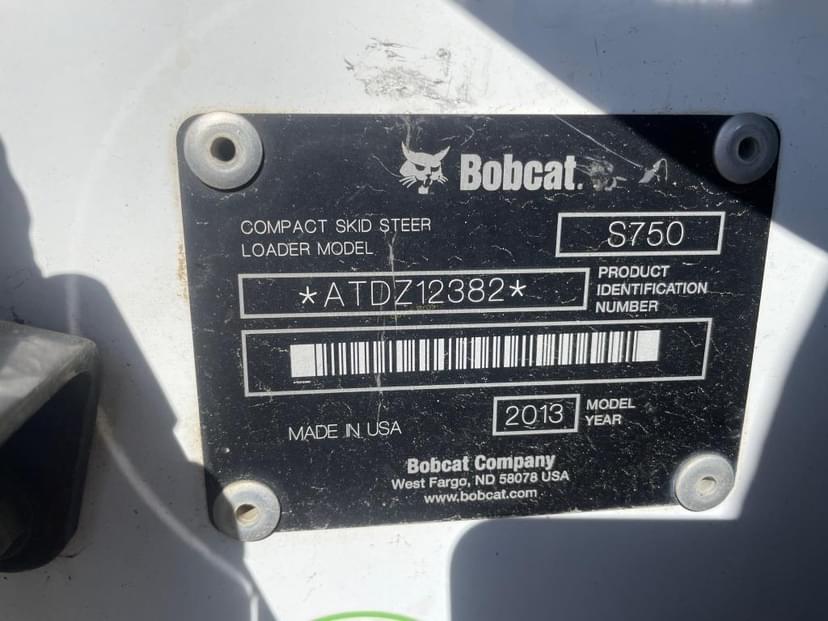 Bobcat.
COMPACT SKID STEER
LOADER MODEL
S750
*ATDZ12382*
PRODUCT
IDENTIFICATION
NUMBER
MADE IN USA
2013
MODEL
YEAR
Bobcat Company
West Fargo, ND 58078 USA
www.bobcat.com